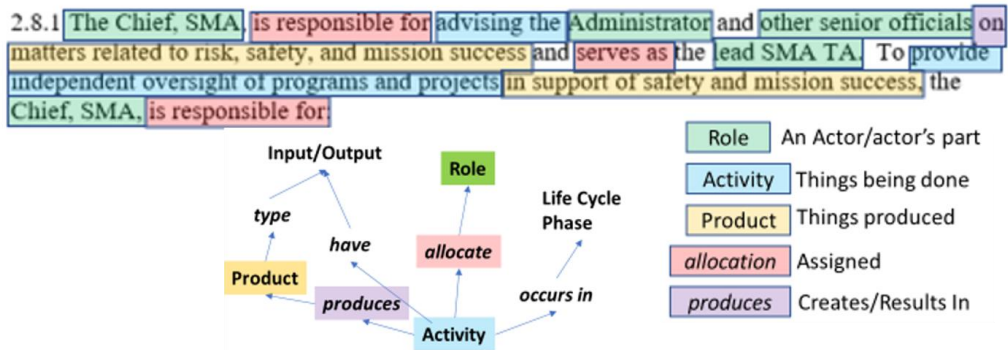 2.8.1 The Chief, SMA, is responsible for advising the Administrator and other senior officials on
matters related to risk, safety, and mission success and serves as the lead SMA TA. To provide
independent oversight of programs and projects in support of safety and mission success, the
Chief, SMA, is responsible for:
Input/Output
Role
Life Cycle
Phase
type
have
allocate
Product
produces
occurs in
Activity
Role An Actor/actor's part
Activity Things being done
Product Things produced
allocation Assigned
produces Creates/Results In